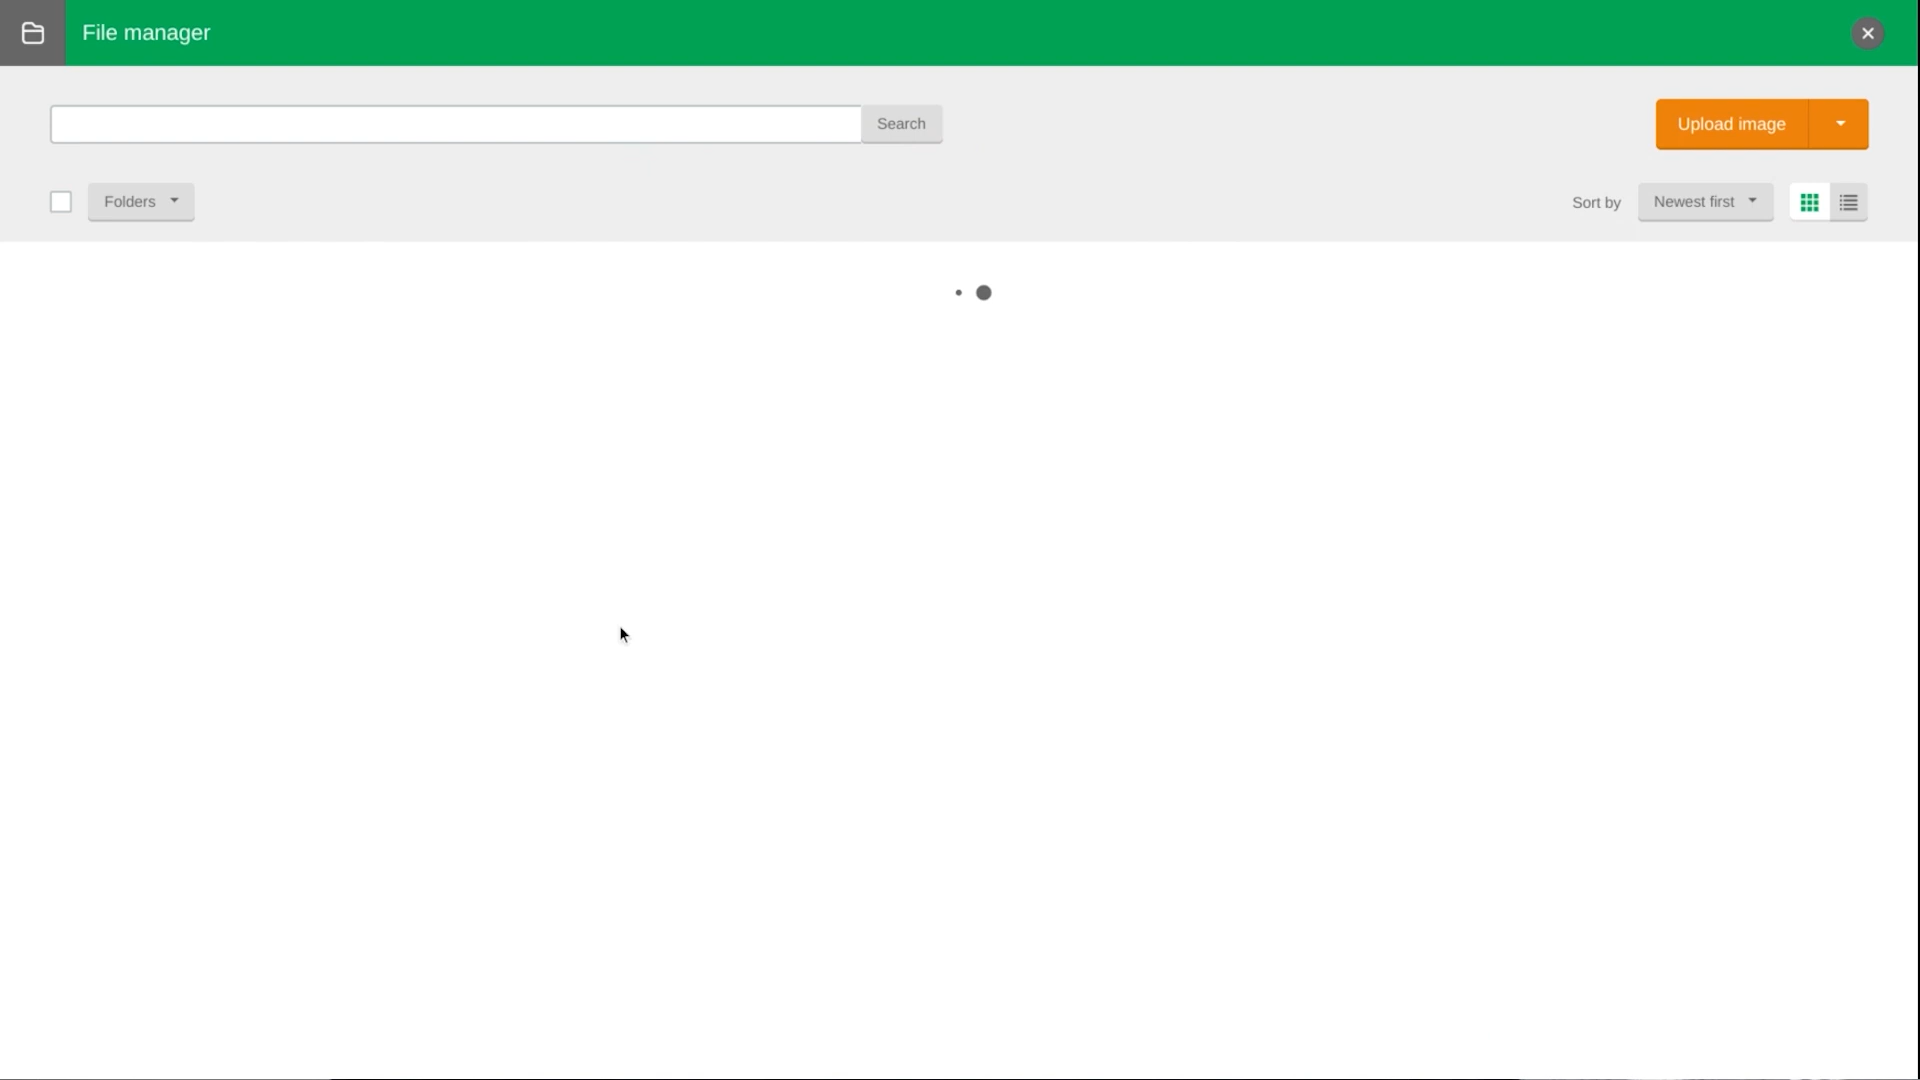 File manager
Search
Upload image
Folders
Sort by
Newest first